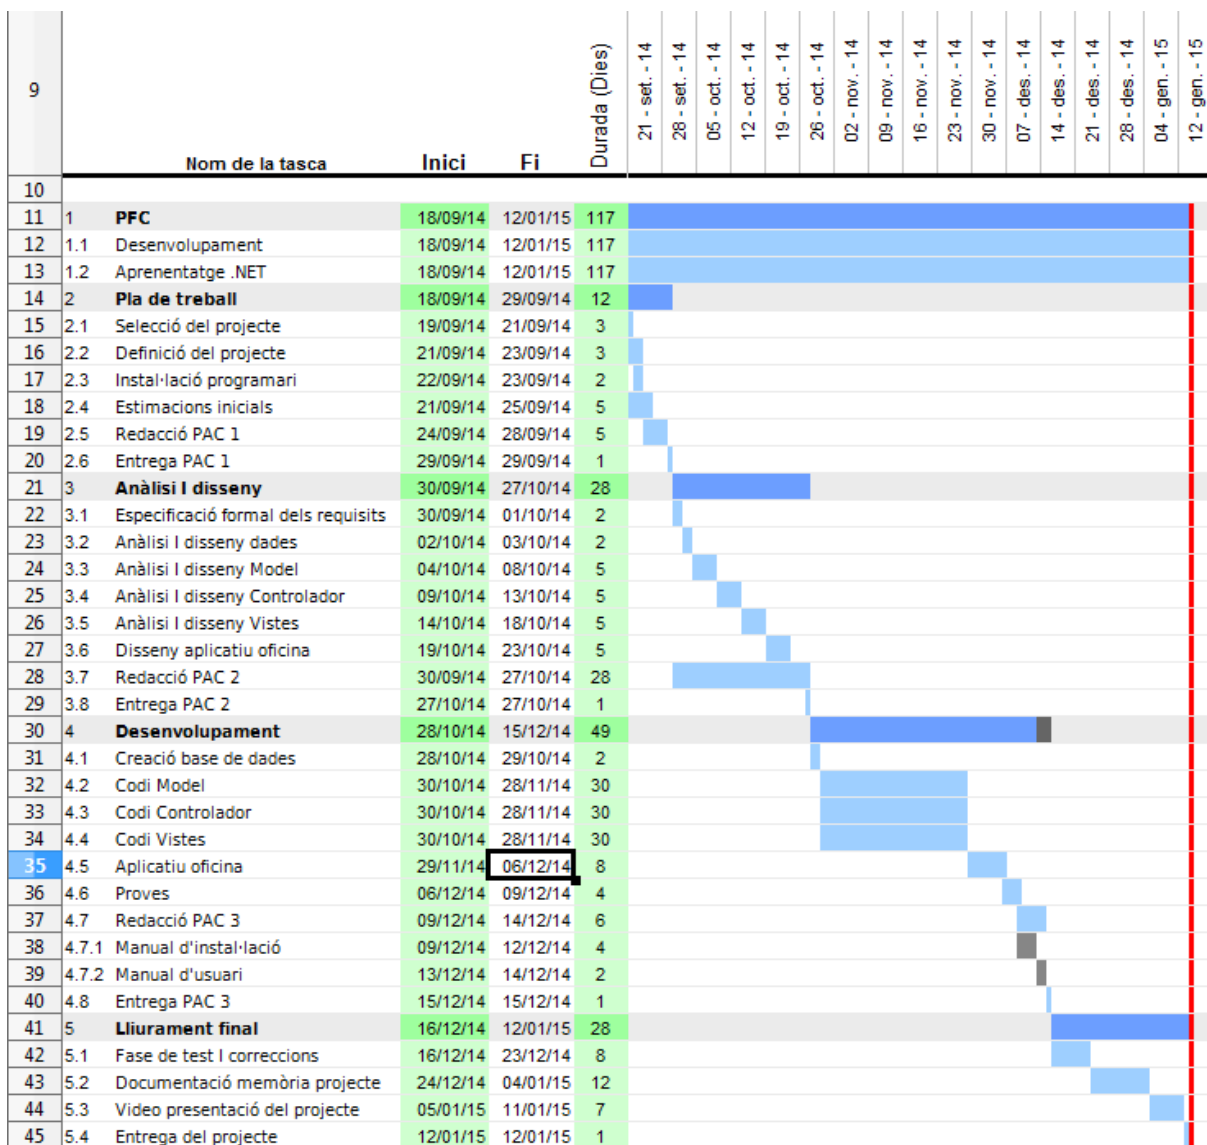 9 Nom de la tasca Inici Fi Durada (Dies) 21 - set. - 14 28 - set. - 14 05 - oct. - 14 12 - oct. - 14 19 - oct. - 14 26 - oct. - 14 02 - nov. - 14 09 - nov. - 14 16 - nov. - 14 23 - nov. - 14 30 - nov. - 14 07 - des. - 14 14 - des. - 14 21 - des. - 14 28 - des. - 14 04 - gen. - 15 12 - gen. - 15
10
11 1 PFC 18/09/14 12/01/15 117
12 1.1 Desenvolupament 18/09/14 12/01/15 117
13 1.2 Aprenentatge .NET 18/09/14 12/01/15 117
14 2 Pla de treball 18/09/14 29/09/14 12
15 2.1 Selecció del projecte 19/09/14 21/09/14 3
16 2.2 Definició del projecte 21/09/14 23/09/14 3
17 2.3 Instal·lació programari 22/09/14 23/09/14 2
18 2.4 Estimacions inicials 21/09/14 25/09/14 5
19 2.5 Redacció PAC 1 24/09/14 28/09/14 5
20 2.6 Entrega PAC 1 29/09/14 29/09/14 1
21 3 Anàlisi I disseny 30/09/14 27/10/14 28
22 3.1 Especificació formal dels requisits 30/09/14 01/10/14 2
23 3.2 Anàlisi I disseny dades 02/10/14 03/10/14 2
24 3.3 Anàlisi I disseny Model 04/10/14 08/10/14 5
25 3.4 Anàlisi I disseny Controlador 09/10/14 13/10/14 5
26 3.5 Anàlisi I disseny Vistes 14/10/14 18/10/14 5
27 3.6 Disseny aplicatiu oficina 19/10/14 23/10/14 5
28 3.7 Redacció PAC 2 30/09/14 27/10/14 28
29 3.8 Entrega PAC 2 27/10/14 27/10/14 1
30 4 Desenvolupament 28/10/14 15/12/14 49
31 4.1 Creació base de dades 28/10/14 29/10/14 2
32 4.2 Codi Model 30/10/14 28/11/14 30
33 4.3 Codi Controlador 30/10/14 28/11/14 30
34 4.4 Codi Vistes 30/10/14 28/11/14 30
35 4.5 Aplicatiu oficina 29/11/14 06/12/14 8
36 4.6 Proves 06/12/14 09/12/14 4
37 4.7 Redacció PAC 3 09/12/14 14/12/14 6
38 4.7.1 Manual d'instal·lació 09/12/14 12/12/14 4
39 4.7.2 Manual d'usuari 13/12/14 14/12/14 2
40 4.8 Entrega PAC 3 15/12/14 15/12/14 1
41 5 Lliurament final 16/12/14 12/01/15 28
42 5.1 Fase de test I correccions 16/12/14 23/12/14 8
43 5.2 Documentació memòria projecte 24/12/14 04/01/15 12
44 5.3 Video presentació del projecte 05/01/15 11/01/15 7
45 5.4 Entrega del projecte 12/01/15 12/01/15 1